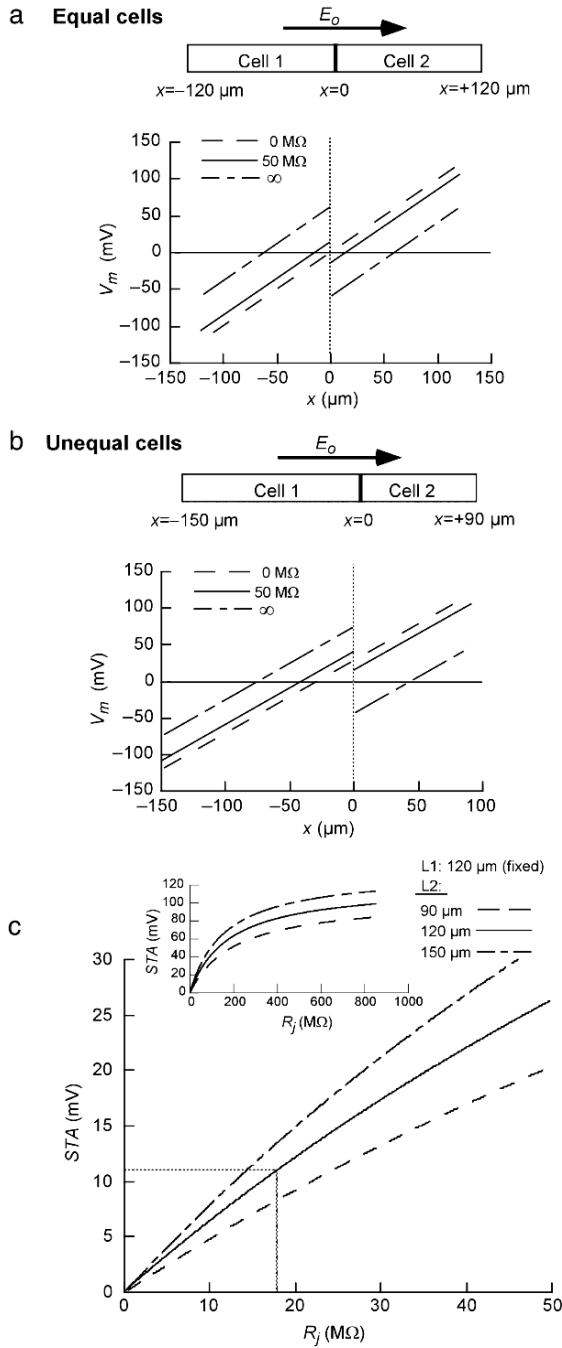 a Equal cells
E_o
Cell 1 Cell 2
x=−120 µm x=0 x=+120 µm
0 MΩ
50 MΩ
∞
150
100
50
0
−50
−100
−150
V_m (mV)
−150 −100 −50 0 50 100 150
x (µm)
b Unequal cells
E_o
Cell 1 Cell 2
x=−150 µm x=0 x=+90 µm
0 MΩ
50 MΩ
∞
150
100
50
0
−50
−100
−150
V_m (mV)
−150 −100 −50 0 50 100
x (µm)
c
L1: 120 µm (fixed)
L2:
90 µm
120 µm
150 µm
120
100
80
60
40
20
0
STA (mV)
0 200 400 600 800 1000
R_j (MΩ)
30
25
20
15
10
5
0
STA (mV)
0 10 20 30 40 50
R_j (MΩ)